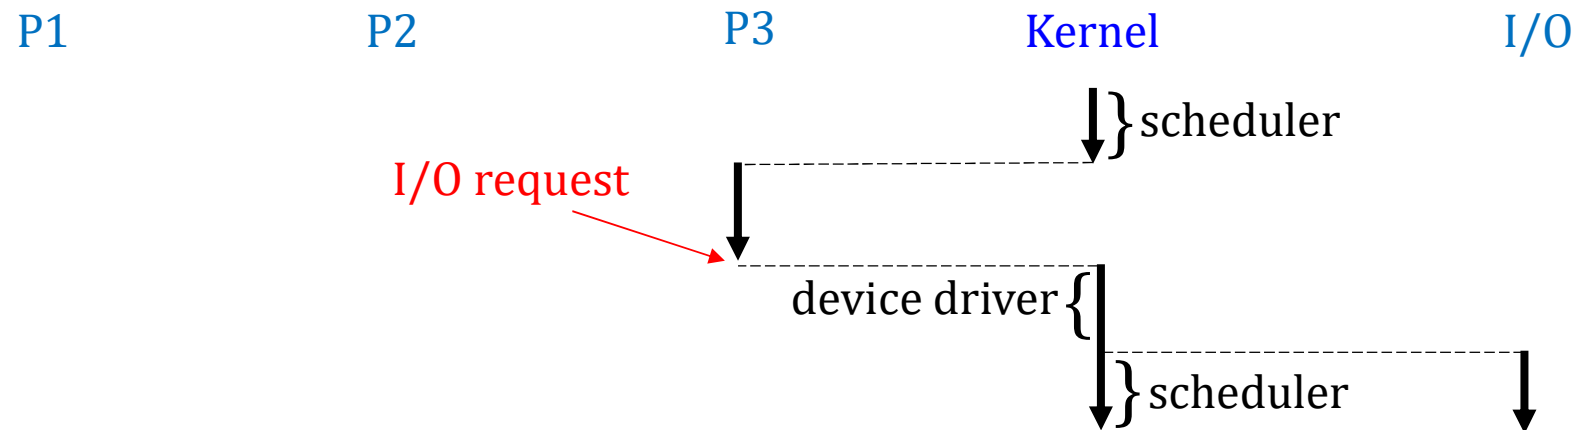 P1 P2 P3 Kernel I/O
} scheduler
I/O request
device driver {
} scheduler